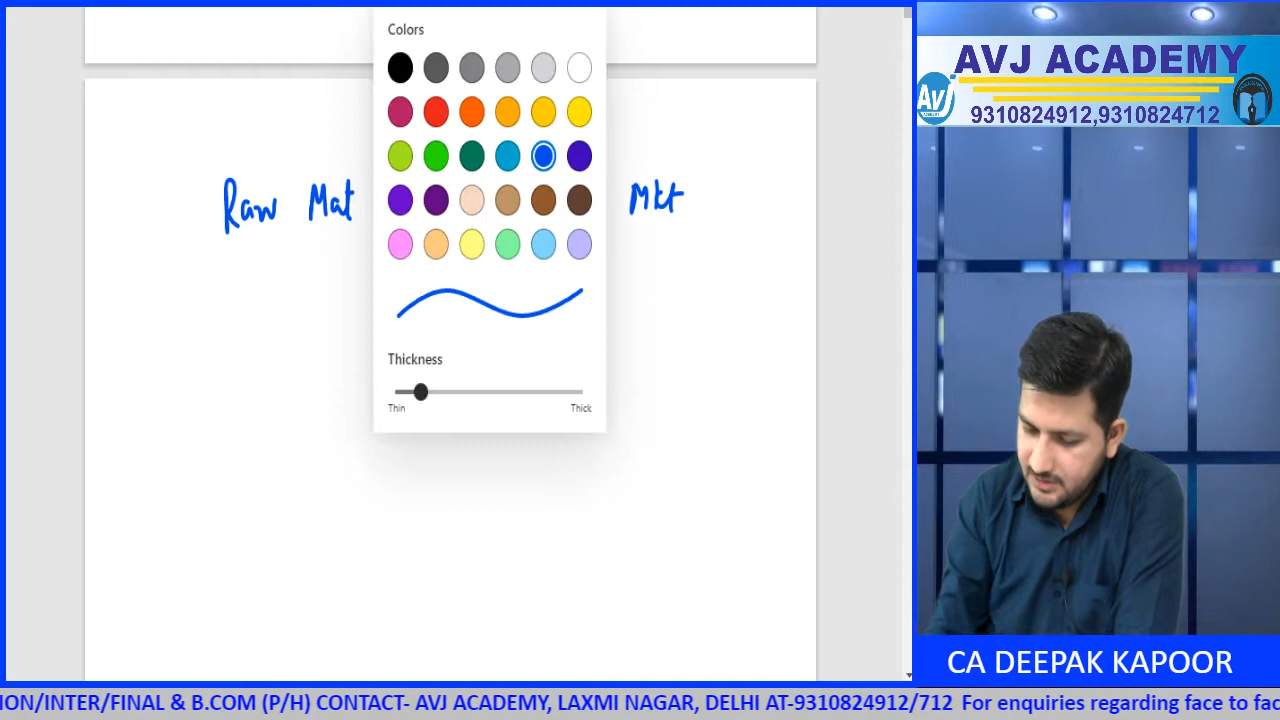 Colors
AVJ ACADEMY
AVJ
9310824912,9310824712
Raw Mat Mkt
Thickness
Thin Thick
CA DEEPAK KAPOOR
ION/INTER/FINAL & B.COM (P/H) CONTACT- AVJ ACADEMY, LAXMI NAGAR, DELHI AT-9310824912/712 For enquiries regarding face to fac